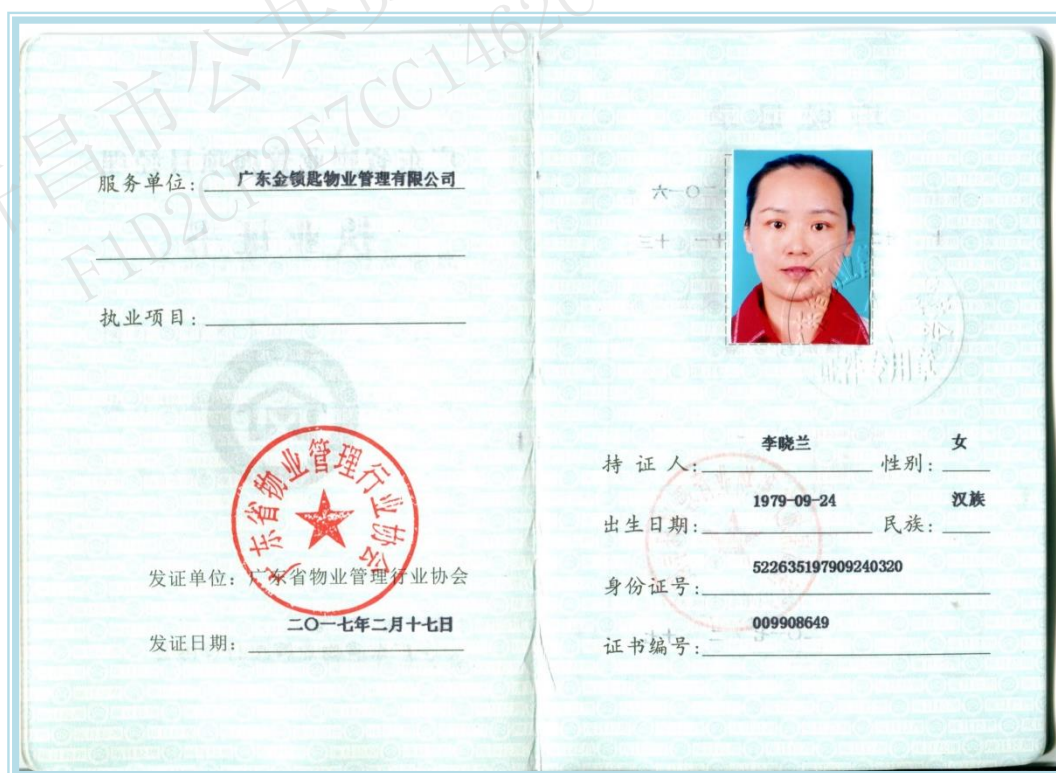 服务单位: 广东金锁匙物业管理有限公司
执业项目:
广东省物业管理行业协会
发证单位: 广东省物业管理行业协会
发证日期: 二〇一七年二月十七日
持 证 人: 李晓兰 性别: 女
出生日期: 1979-09-24 民族: 汉族
身份证号: 522635197909240320
证书编号: 009908649